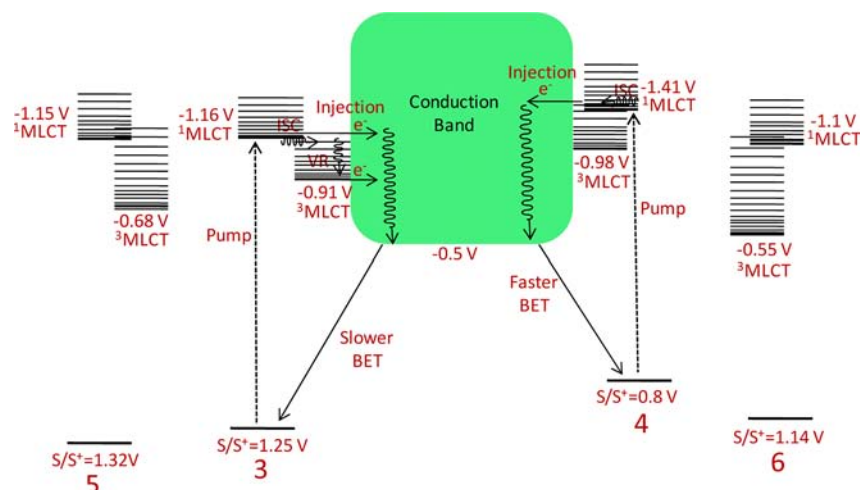 -1.15 V
¹MLCT
-0.68 V
³MLCT
S/S⁺=1.32V
5
-1.16 V
¹MLCT
ISC
Injection
e⁻
VR
e⁻
-0.91 V
³MLCT
Pump
S/S⁺=1.25 V
3
Conduction
Band
-0.5 V
Slower
BET
Faster
BET
Injection
e⁻
ISC
-1.41 V
¹MLCT
-0.98 V
³MLCT
Pump
S/S⁺=0.8 V
4
-1.1 V
¹MLCT
-0.55 V
³MLCT
S/S⁺=1.14 V
6